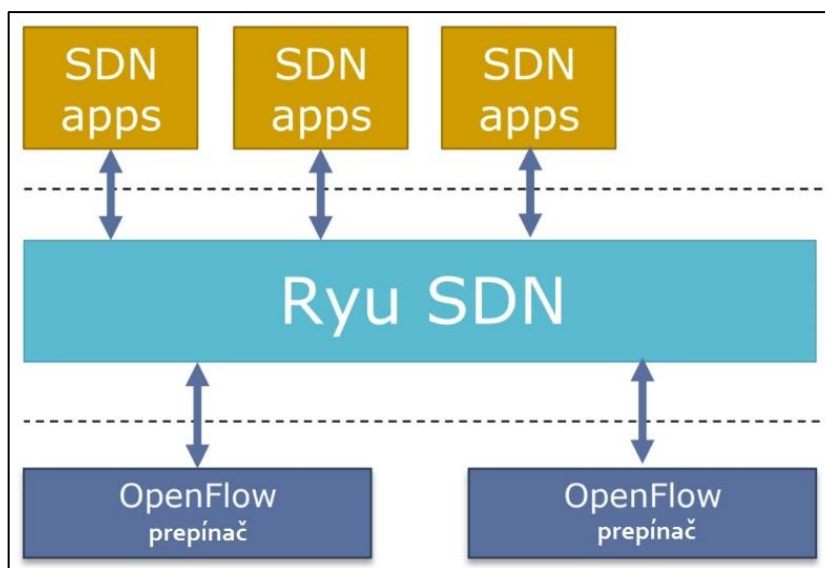 SDN
apps
SDN
apps
SDN
apps
Ryu SDN
OpenFlow
prepínač
OpenFlow
prepínač